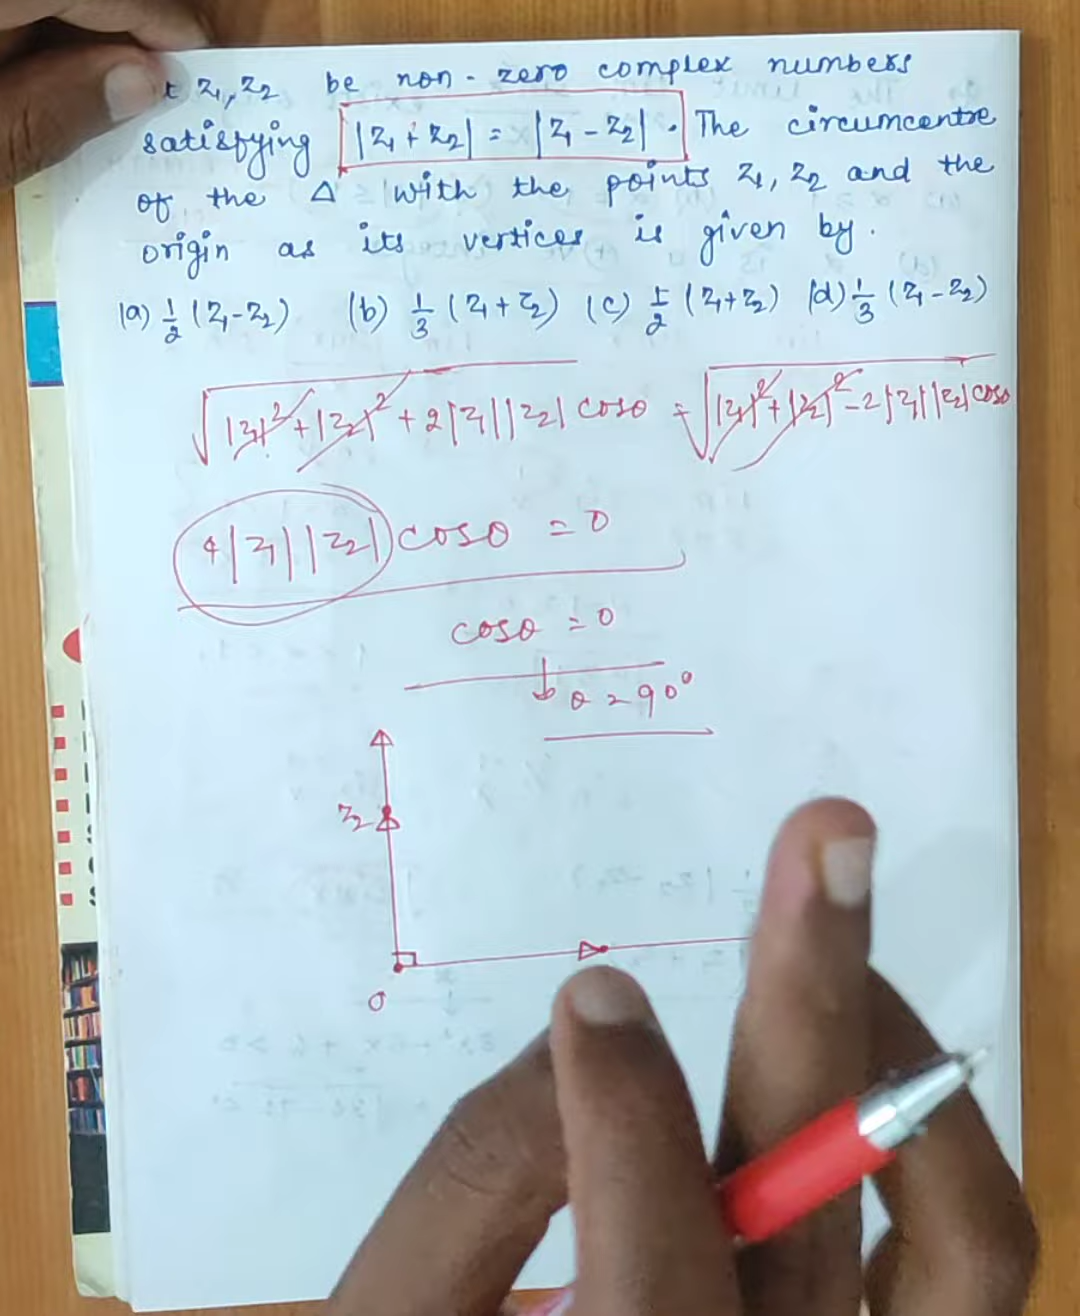 z₁, z₂ be non-zero complex numbers
satisfying |z₁ + z₂| = |z₁ - z₂|. The circumcentre
of the Δ with the points z₁, z₂ and the
origin as its vertices is given by.
(a) 1/2 (z₁-z₂) (b) 1/3 (z₁+z₂) (c) 1/2 (z₁+z₂) (d) 1/3 (z₁-z₂)
√(|z₁|²+|z₂|²+2|z₁||z₂|cosθ) = √(|z₁|²+|z₂|²-2|z₁||z₂|cosθ)
4|z₁||z₂|cosθ = 0
cosθ = 0
θ = 90°
z₂
O